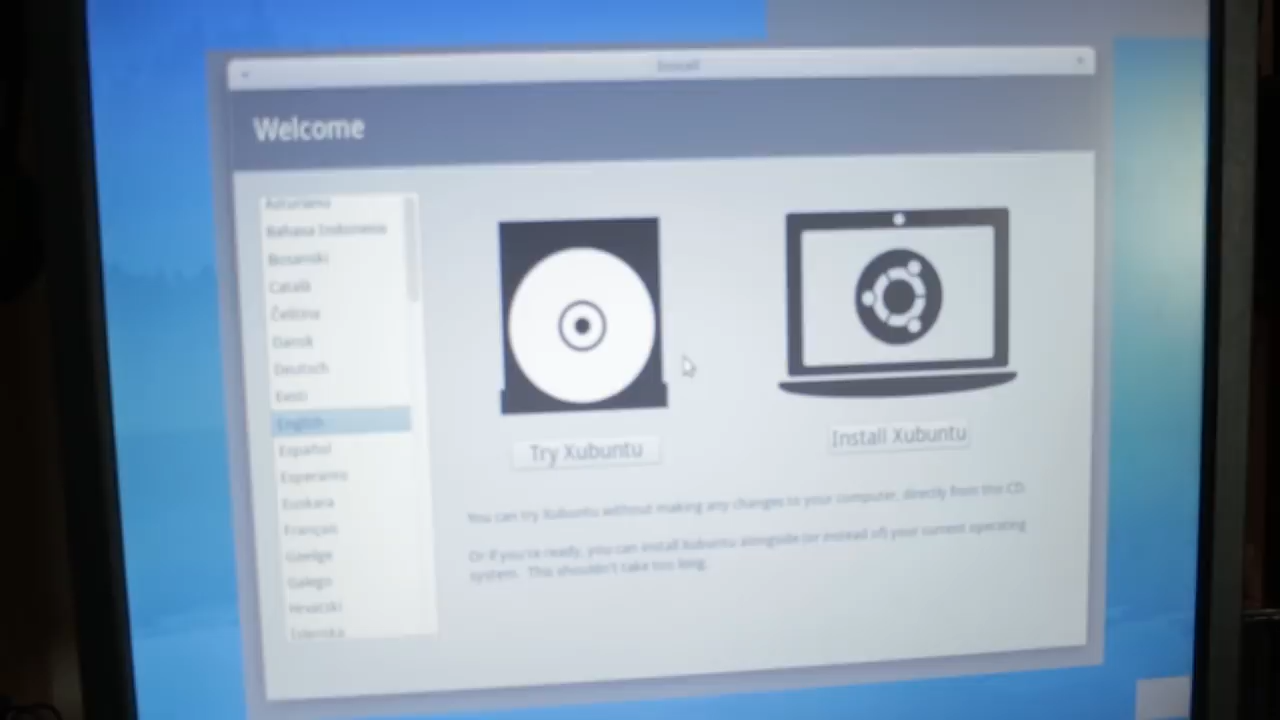 Install
Welcome
Asturianu
Bahasa Indonesia
Bosanski
Català
Čeština
Dansk
Deutsch
Eesti
English
Español
Esperanto
Euskara
Français
Gaeilge
Galego
Hrvatski
Íslenska
Try Xubuntu
Install Xubuntu
You can try Xubuntu without making any changes to your computer, directly from this CD.
Or if you're ready, you can install Xubuntu alongside (or instead of) your current operating
system. This shouldn't take too long.